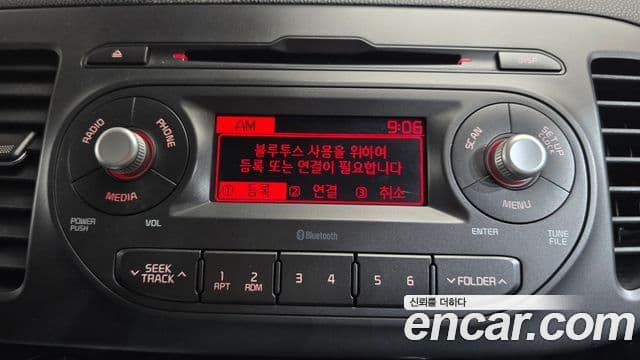 DISP
AM 9:06
블루투스 사용을 위하여
등록 또는 연결이 필요합니다
① 등록 ② 연결 ③ 취소
RADIO PHONE
MEDIA
POWER PUSH
VOL
SCAN SETUP CLOCK
MENU
ENTER
TUNE FILE
Bluetooth
SEEK TRACK
1 RPT
2 RDM
3 4 5 6
FOLDER
신뢰를 더하다
encar.com